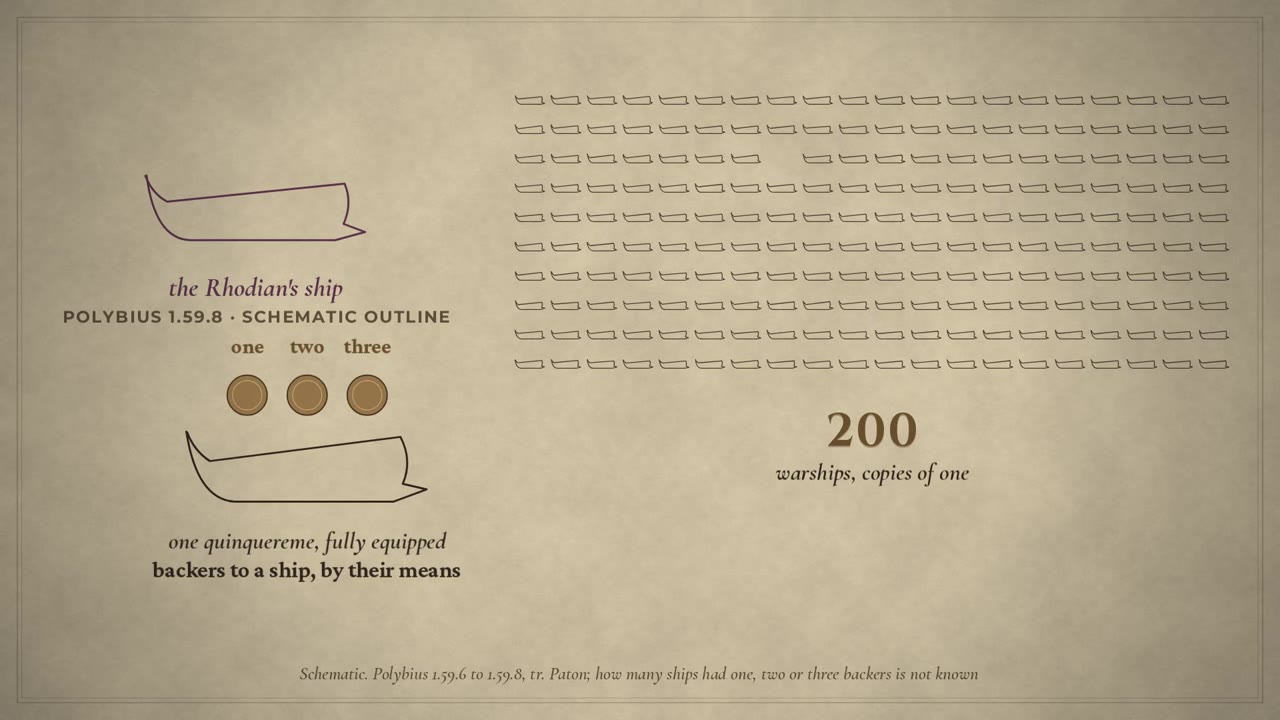 the Rhodian's ship
POLYBIUS 1.59.8 · SCHEMATIC OUTLINE
one two three
one quinquereme, fully equipped
backers to a ship, by their means
200
warships, copies of one
Schematic. Polybius 1.59.6 to 1.59.8, tr. Paton; how many ships had one, two or three backers is not known